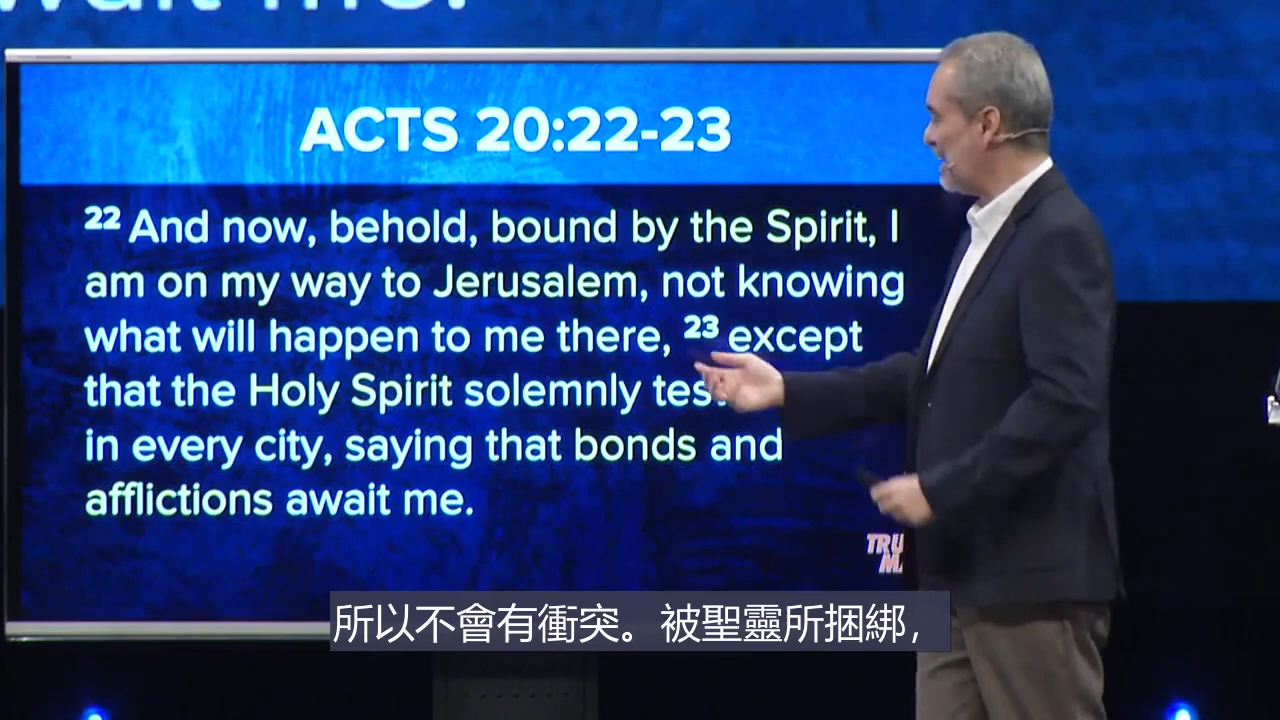 wait me.
ACTS 20:22-23
22 And now, behold, bound by the Spirit, I
am on my way to Jerusalem, not knowing
what will happen to me there, 23 except
that the Holy Spirit solemnly
in every city, saying that bonds and
afflictions await me.
所以不會有衝突。被聖靈所捆綁，